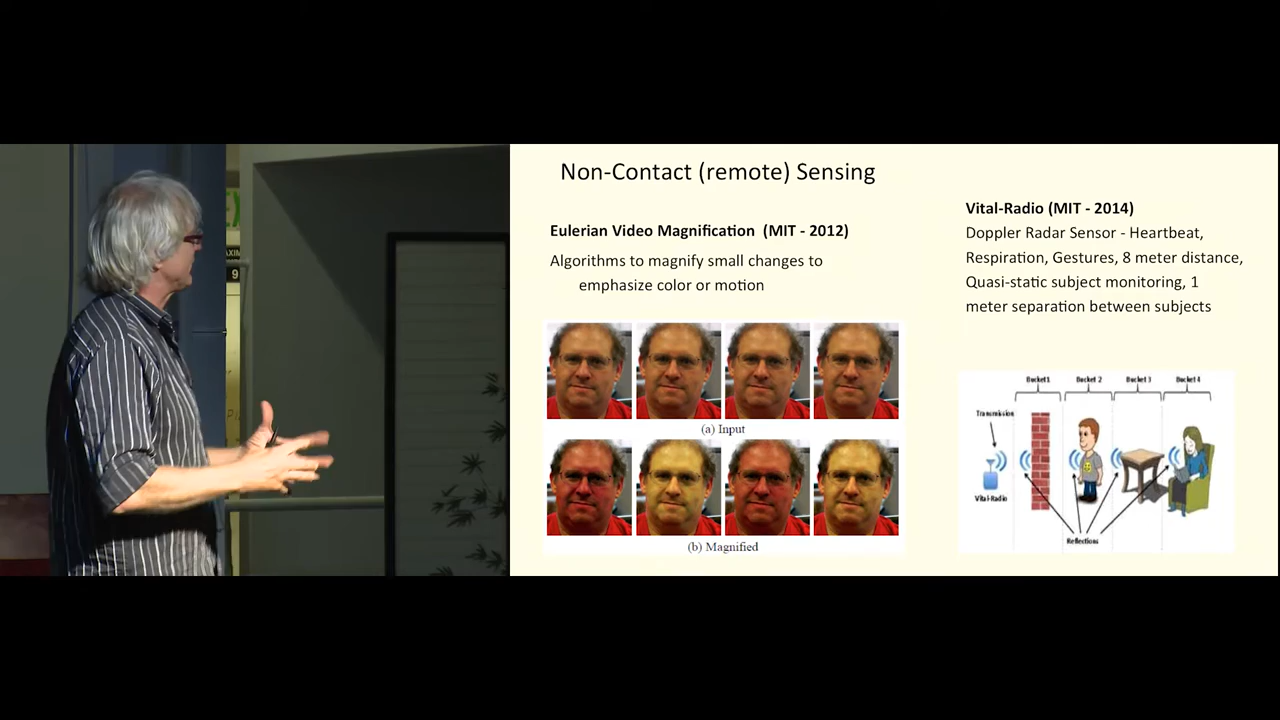 Non-Contact (remote) Sensing
Eulerian Video Magnification (MIT - 2012)
Algorithms to magnify small changes to
emphasize color or motion
(a) Input
(b) Magnified
Vital-Radio (MIT - 2014)
Doppler Radar Sensor - Heartbeat,
Respiration, Gestures, 8 meter distance,
Quasi-static subject monitoring, 1
meter separation between subjects
Bucket1 Bucket 2 Bucket 3 Bucket 4
Transmission
Vital-Radio
Reflections
9